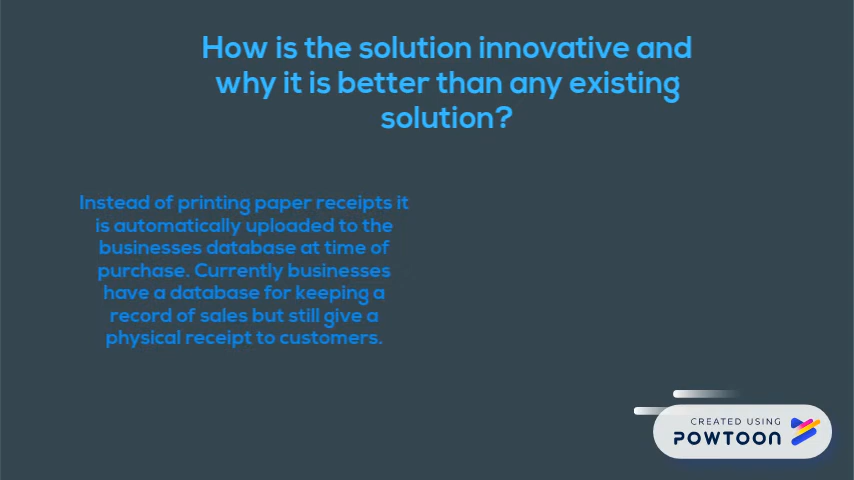 How is the solution innovative and
why it is better than any existing
solution?
Instead of printing paper receipts it
is automatically uploaded to the
businesses database at time of
purchase. Currently businesses
have a database for keeping a
record of sales but still give a
physical receipt to customers.
CREATED USING
POWTOON